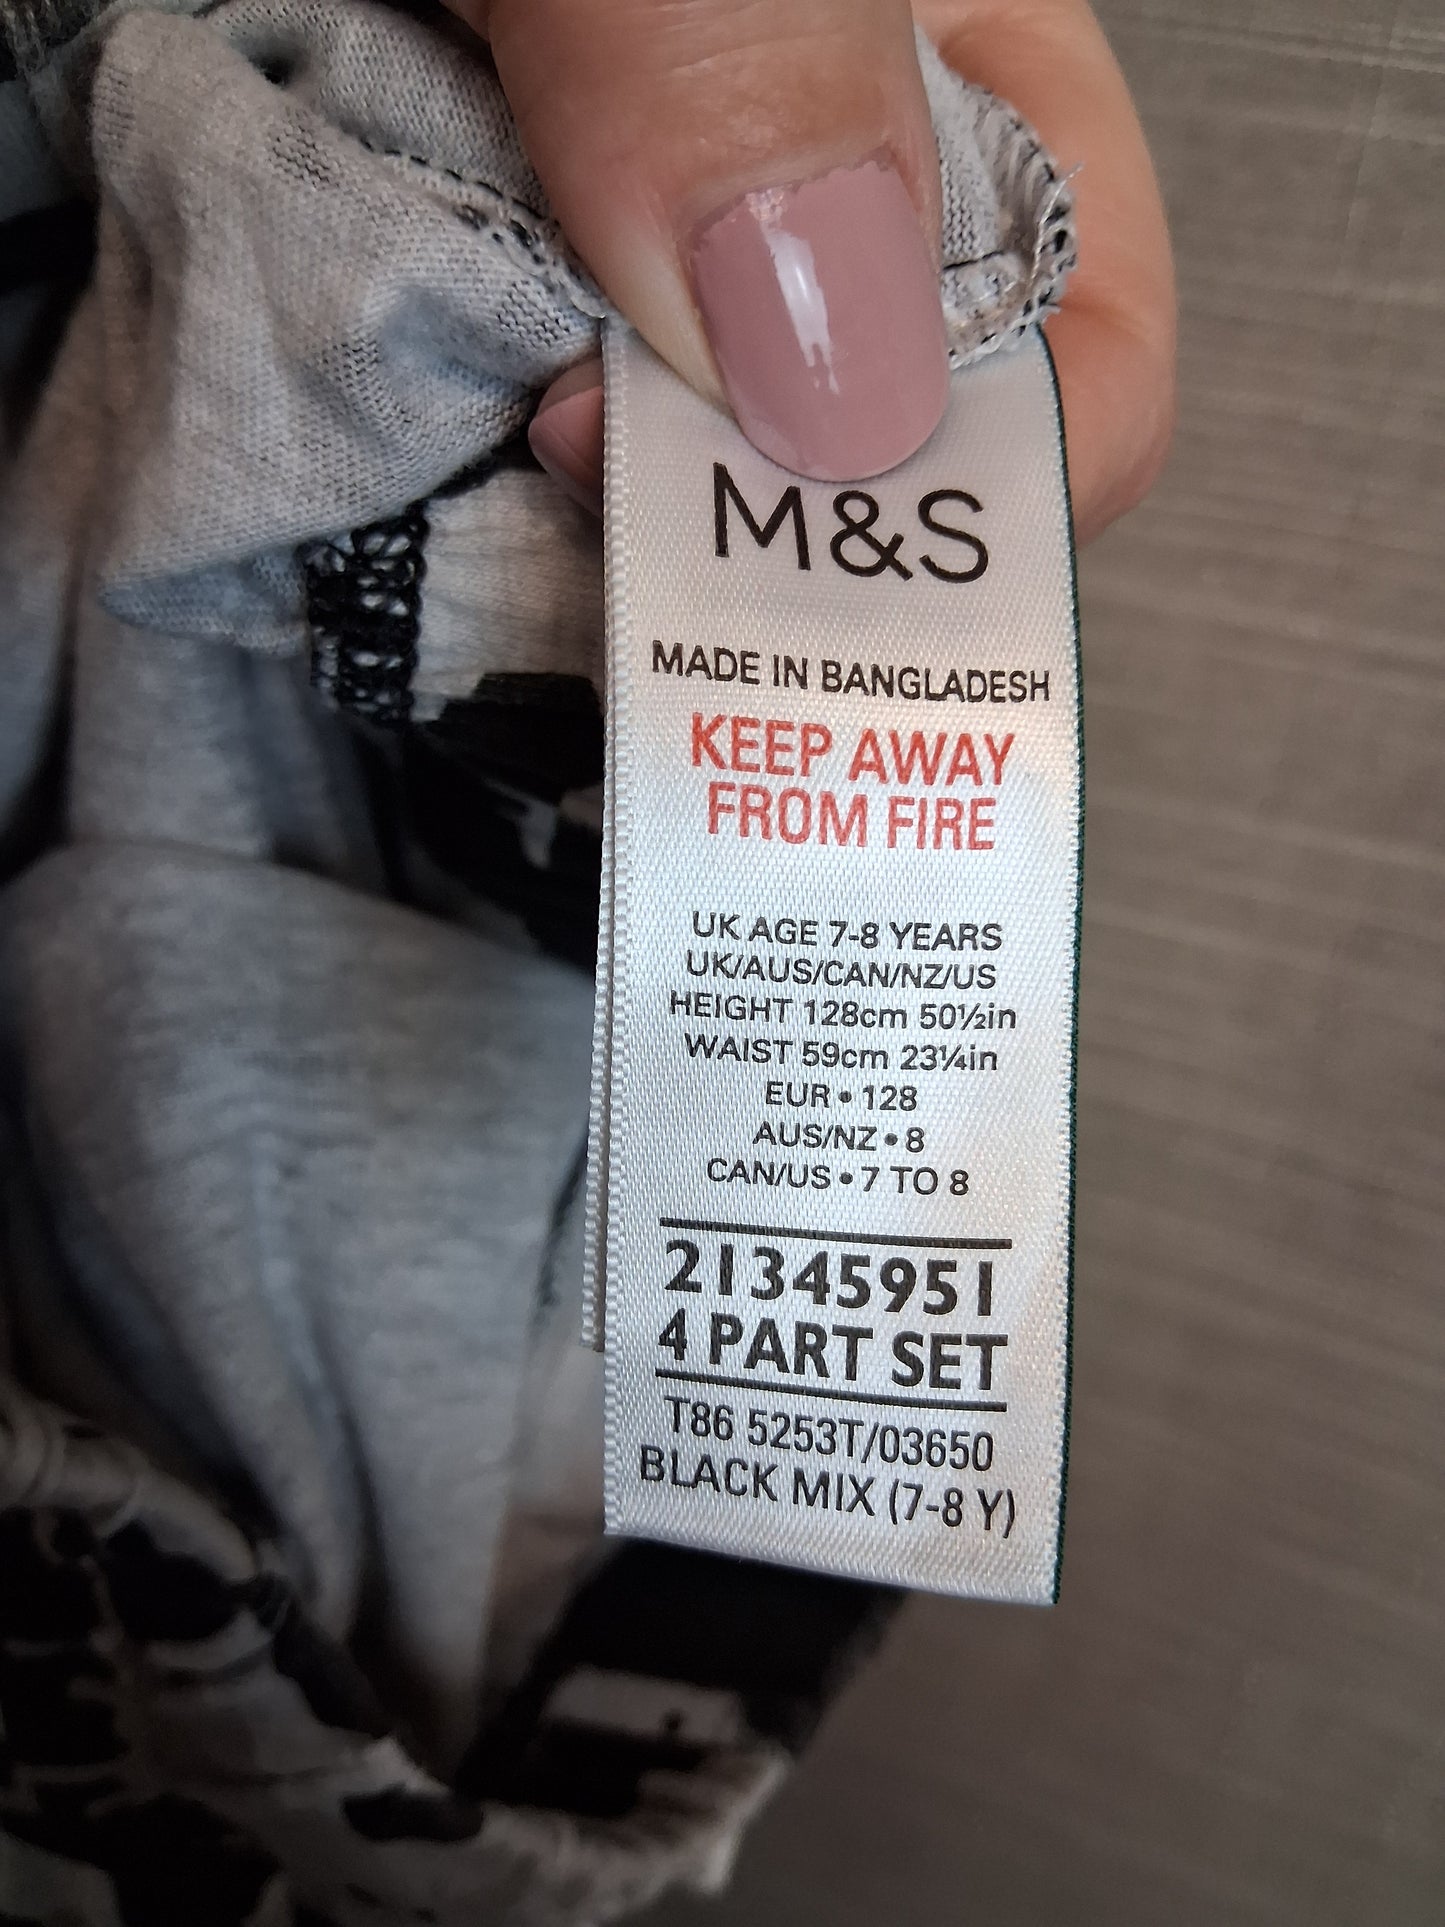 M&S
MADE IN BANGLADESH
KEEP AWAY
FROM FIRE
UK AGE 7-8 YEARS
UK/AUS/CAN/NZ/US
HEIGHT 128cm 50½in
WAIST 59cm 23¼in
EUR • 128
AUS/NZ • 8
CAN/US • 7 TO 8
21345951
4 PART SET
T86 5253T/03650
BLACK MIX (7-8 Y)